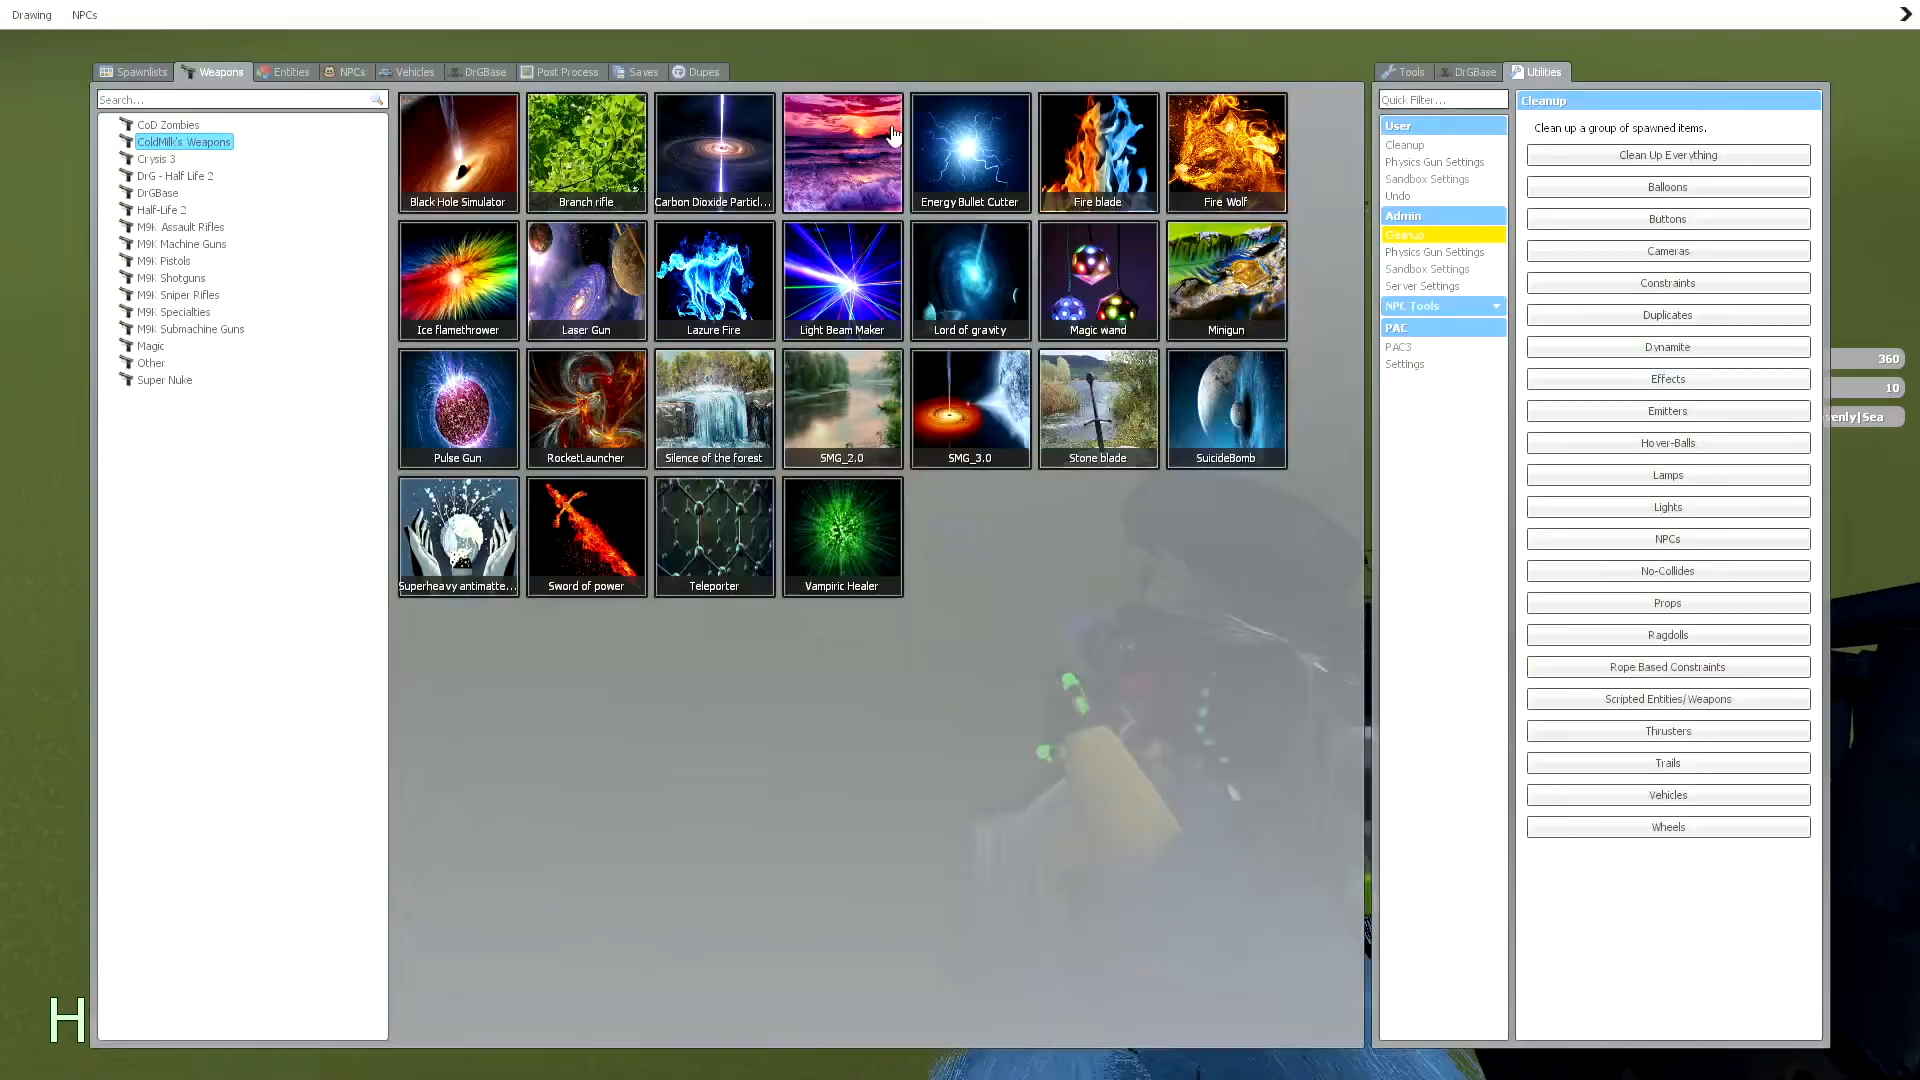 Drawing NPCs
Spawnlists Weapons Entities NPCs Vehicles DrGBase Post Process Saves Dupes
Search...
CoD Zombies
ColdMilk's Weapons
Crysis 3
DrG - Half Life 2
DrGBase
Half-Life 2
M9K Assault Rifles
M9K Machine Guns
M9K Pistols
M9K Shotguns
M9K Sniper Rifles
M9K Specialties
M9K Submachine Guns
Magic
Other
Super Nuke
Black Hole Simulator Branch rifle Carbon Dioxide Particl... Energy Bullet Cutter Fire blade Fire Wolf
Ice flamethrower Laser Gun Lazure Fire Light Beam Maker Lord of gravity Magic wand Minigun
Pulse Gun RocketLauncher Silence of the forest SMG_2.0 SMG_3.0 Stone blade SuicideBomb
Superheavy antimatte... Sword of power Teleporter Vampiric Healer
Tools DrGBase Utilities
Quick Filter...
User
Cleanup
Physics Gun Settings
Sandbox Settings
Undo
Admin
Cleanup
Physics Gun Settings
Sandbox Settings
Server Settings
NPC Tools
PAC
PAC3
Settings
Cleanup
Clean up a group of spawned items.
Clean Up Everything
Balloons
Buttons
Cameras
Constraints
Duplicates
Dynamite
Effects
Emitters
Hover-Balls
Lamps
Lights
NPCs
No-Collides
Props
Ragdolls
Rope Based Constraints
Scripted Entities/Weapons
Thrusters
Trails
Vehicles
Wheels
360
10
enly|Sea
H